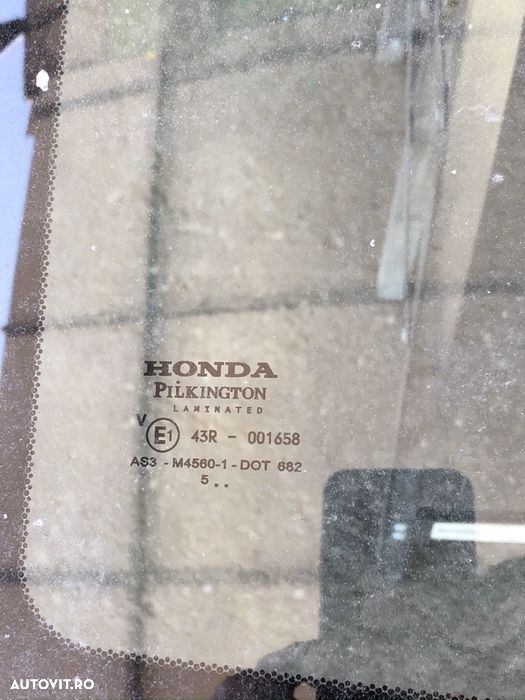 HONDA
PILKINGTON
LAMINATED
V
E1 43R - 001658
AS3 - M4560-1 - DOT 682
5 . .
AUTOVIT.RO